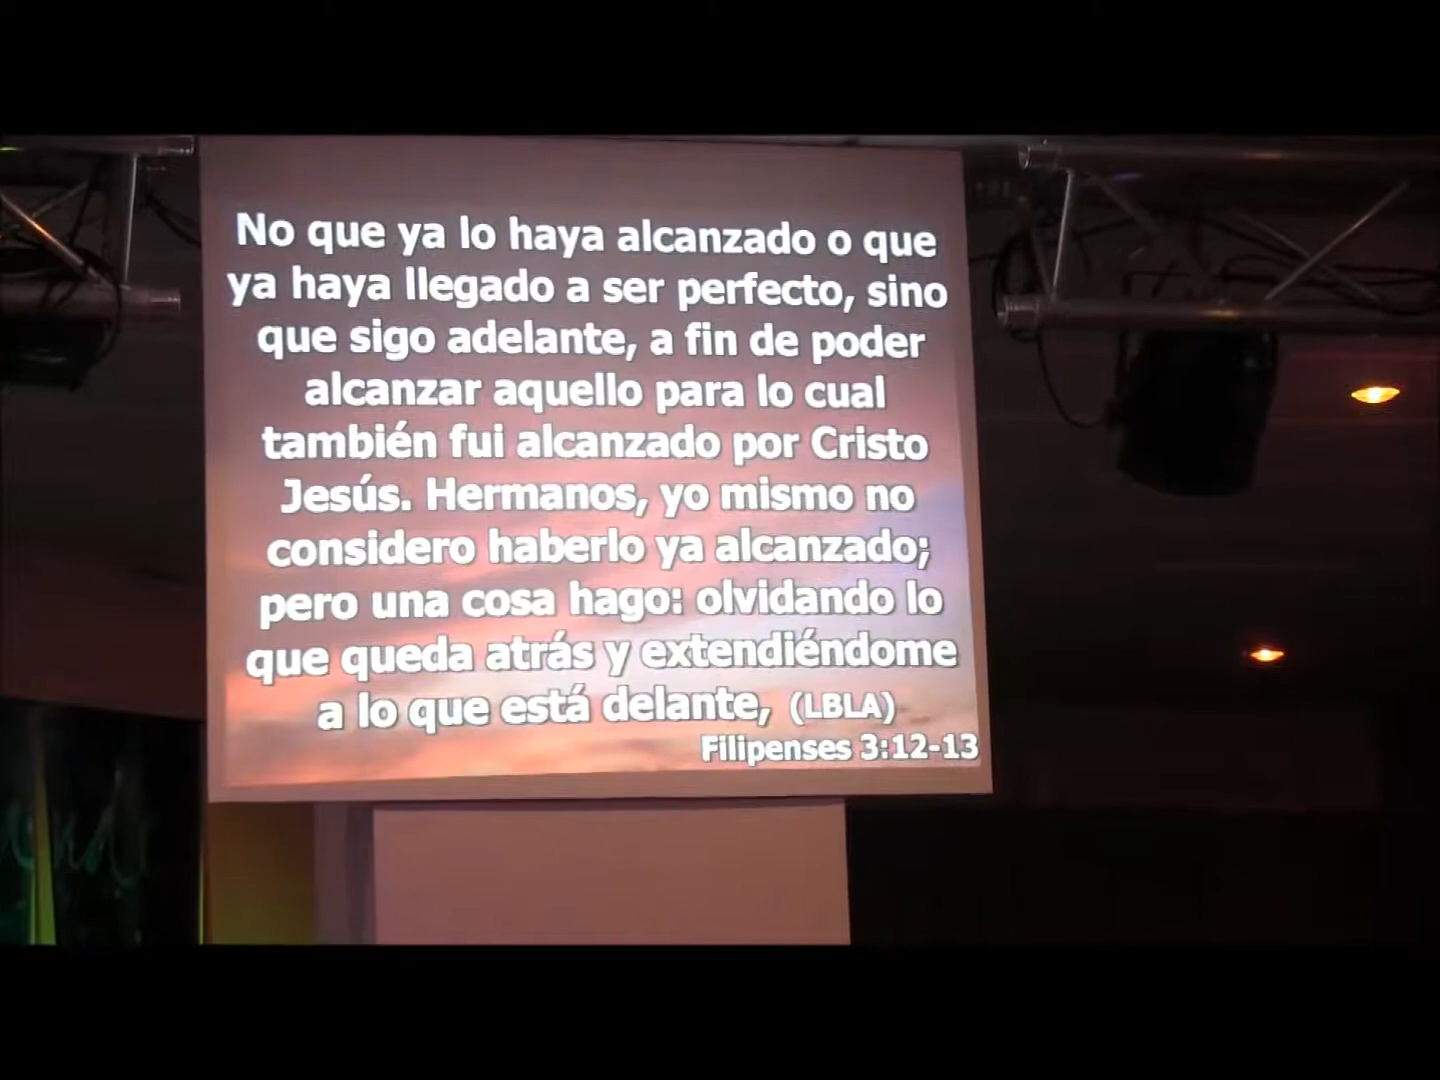 No que ya lo haya alcanzado o que
ya haya llegado a ser perfecto, sino
que sigo adelante, a fin de poder
alcanzar aquello para lo cual
también fui alcanzado por Cristo
Jesús. Hermanos, yo mismo no
considero haberlo ya alcanzado;
pero una cosa hago: olvidando lo
que queda atrás y extendiéndome
a lo que está delante, (LBLA)
Filipenses 3:12-13